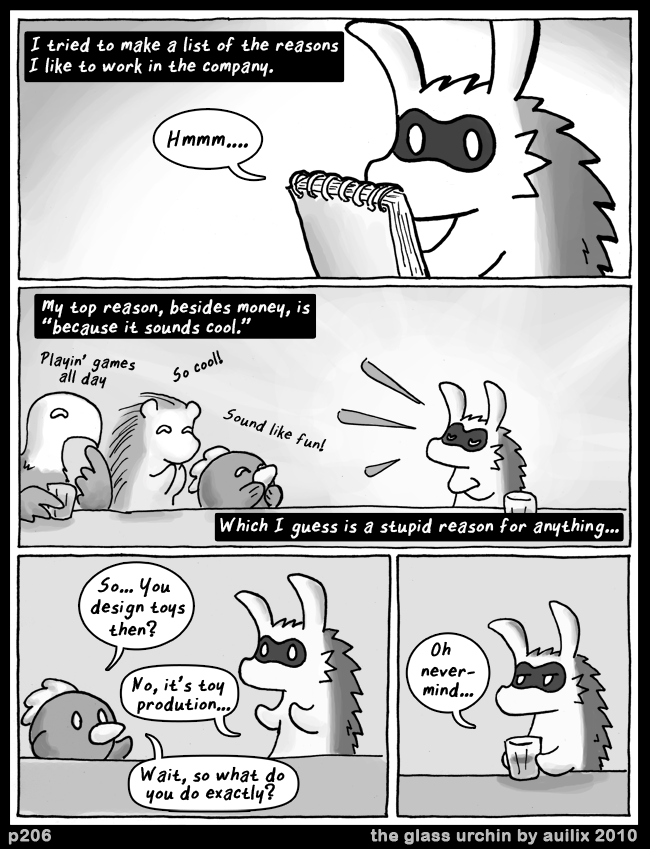 I tried to make a list of the reasons
I like to work in the company.
Hmmm....
My top reason, besides money, is
"because it sounds cool."
Playin' games
all day
So cool!
Sound like fun!
Which I guess is a stupid reason for anything...
So... You
design toys
then?
No, it's toy
prodution...
Wait, so what do
you do exactly?
Oh
never-
mind...
p206
the glass urchin by auilix 2010